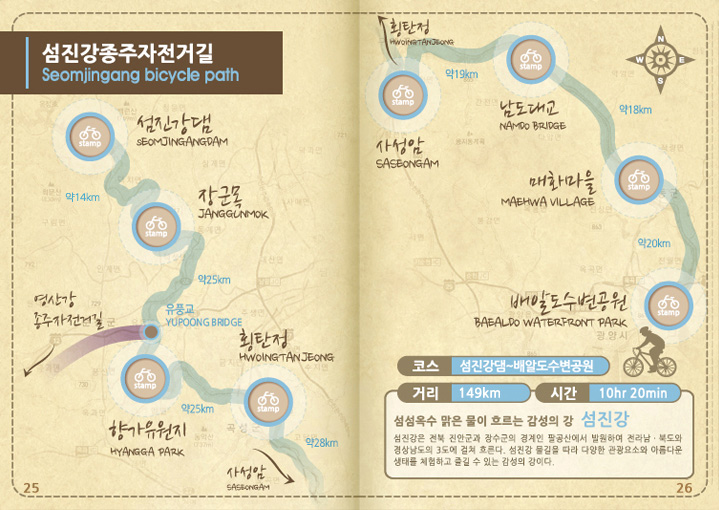 섬진강종주자전거길
Seomjingang bicycle path
stamp
섬진강댐
SEOMJINGANGDAM
약14km
stamp
장군목
JANGGUNMOK
약25km
영산강
종주자전거길
유풍교
YUPOONG BRIDGE
stamp
향가유원지
HYANGGA PARK
약25km
횡탄정
HWOINGTANJEONG
stamp
약28km
사성암
SASEONGAM
25
횡탄정
HWOINGTANJEONG
stamp
사성암
SASEONGAM
약19km
stamp
남도대교
NAMDO BRIDGE
약18km
N
W
E
S
매화마을
MAEHWA VILLAGE
stamp
약20km
배알도수변공원
BAEALDO WATERFRONT PARK
stamp
광양시
코스 섬진강댐~배알도수변공원
거리 149km 시간 10hr 20min
섬섬옥수 맑은 물이 흐르는 감성의 강 섬진강
섬진강은 전북 진안군과 장수군의 경계인 팔공산에서 발원하여 전라남·북도와
경상남도의 3도에 걸쳐 흐른다. 섬진강 물길을 따라 다양한 관광요소와 아름다운
생태를 체험하고 즐길 수 있는 감성의 강이다.
26